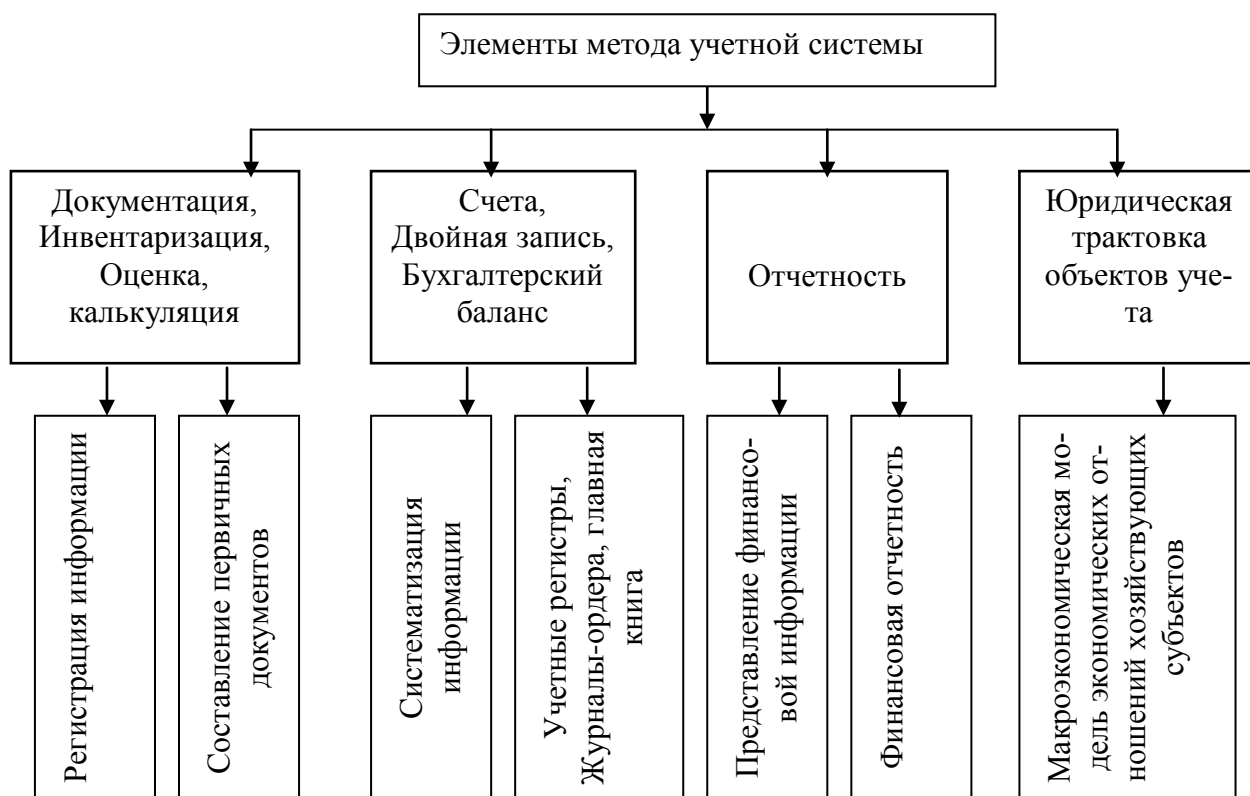 Элементы метода учетной системы
Документация,
Инвентаризация,
Оценка,
калькуляция
Счета,
Двойная запись,
Бухгалтерский
баланс
Отчетность
Юридическая
трактовка
объектов уче-
та
Регистрация информации
Составление первичных
документов
Систематизация
информации
Учетные регистры,
Журналы-ордера, главная
книга
Представление финансо-
вой информации
Финансовая отчетность
Макроэкономическая мо-
дель экономических от-
ношений хозяйствующих
субъектов